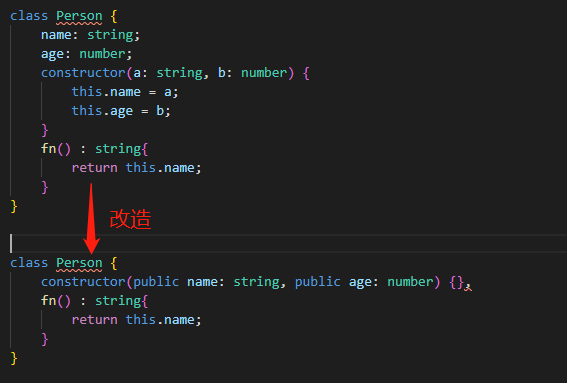 class Person {
    name: string;
    age: number;
    constructor(a: string, b: number) {
        this.name = a;
        this.age = b;
    }
    fn() : string{
        return this.name;
    }
}
改造
class Person {
    constructor(public name: string, public age: number) {},
    fn() : string{
        return this.name;
    }
}